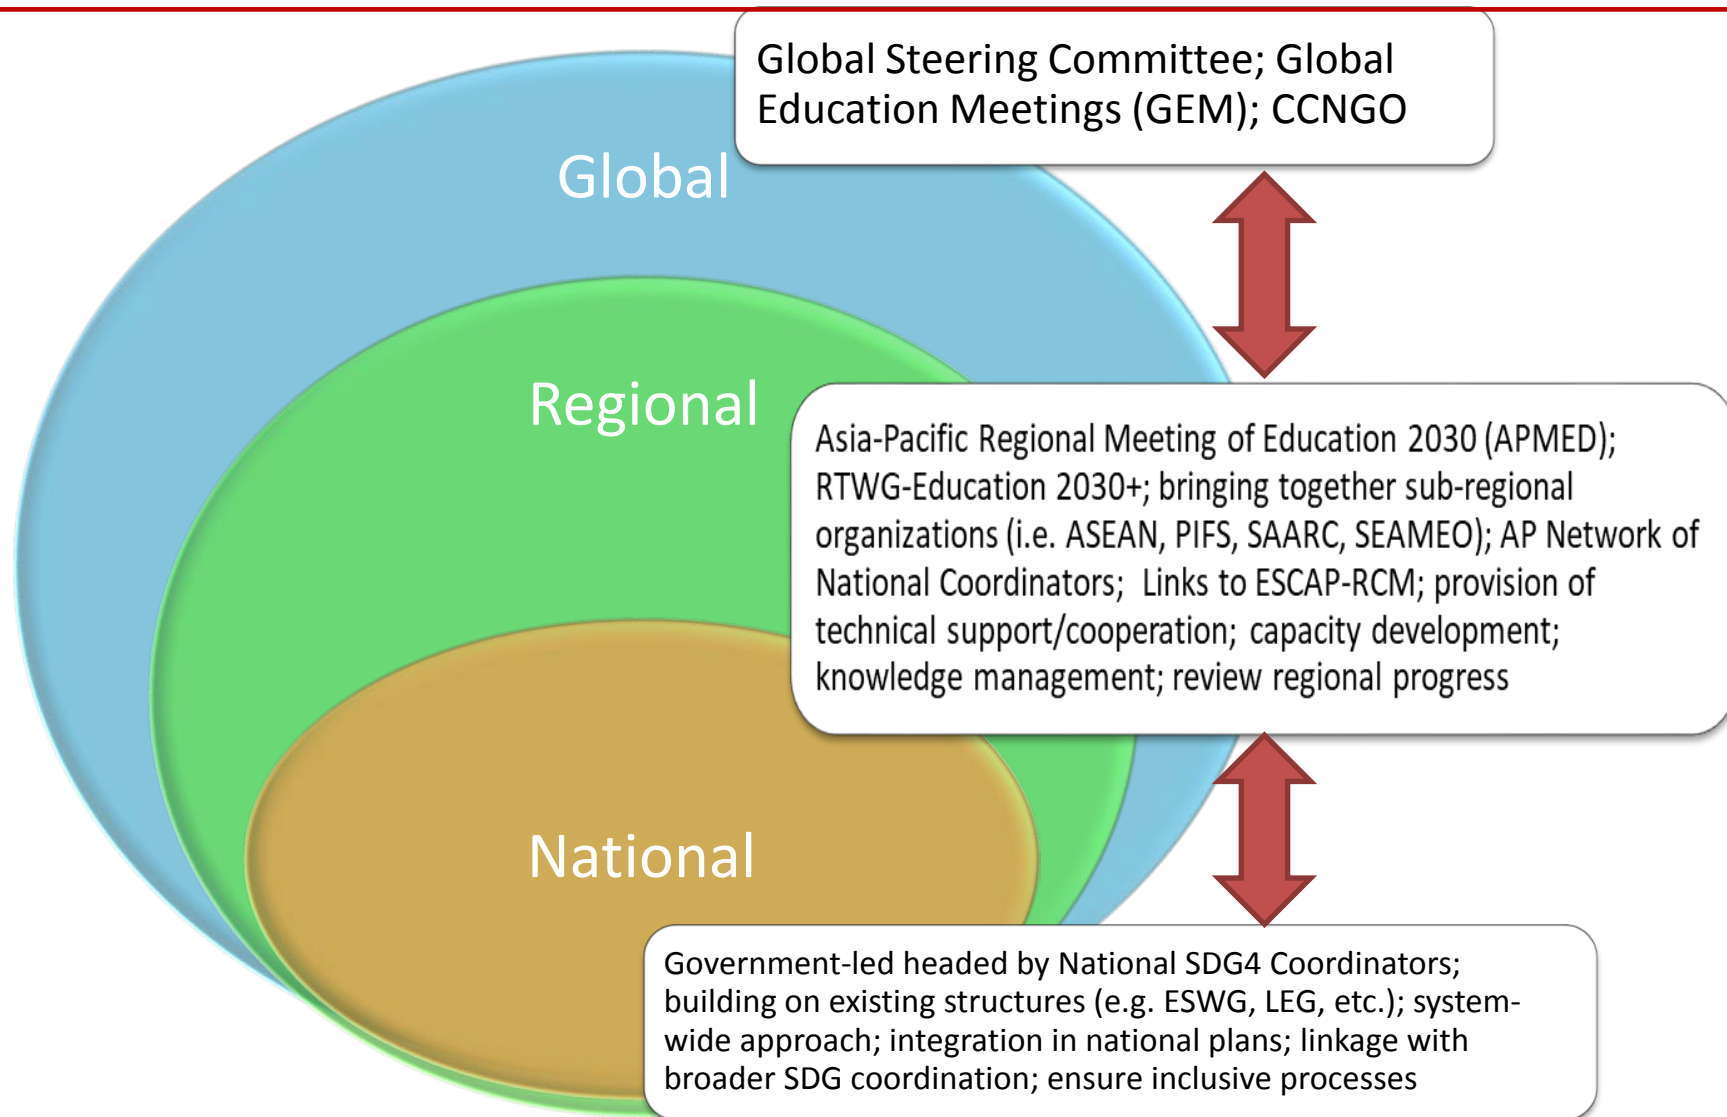 Global Steering Committee; Global
Education Meetings (GEM); CCNGO
Global
Regional
Asia-Pacific Regional Meeting of Education 2030 (APMED);
RTWG-Education 2030+; bringing together sub-regional
organizations (i.e. ASEAN, PIFS, SAARC, SEAMEO); AP Network of
National Coordinators;  Links to ESCAP-RCM; provision of
technical support/cooperation; capacity development;
knowledge management; review regional progress
National
Government-led headed by National SDG4 Coordinators;
building on existing structures (e.g. ESWG, LEG, etc.); system-
wide approach; integration in national plans; linkage with
broader SDG coordination; ensure inclusive processes